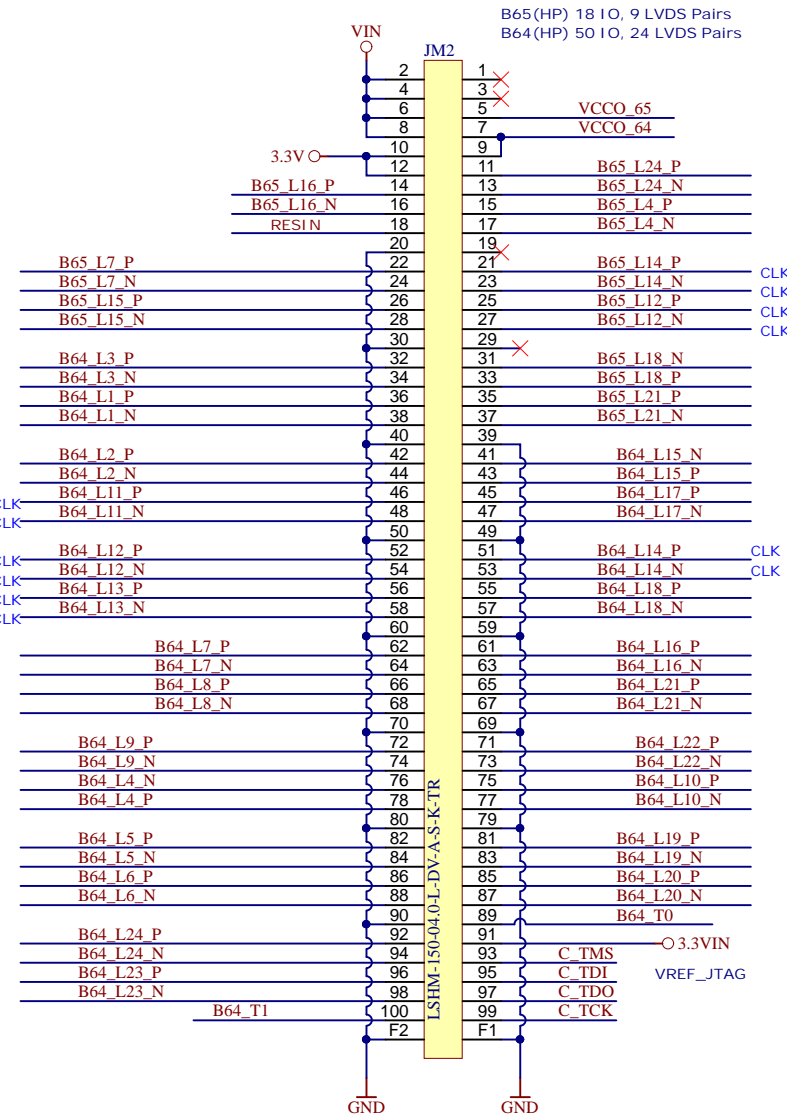 B65(HP) 18 IO, 9 LVDS Pairs
B64(HP) 50 IO, 24 LVDS Pairs
VIN
JM2
2 1
4 3
6 5 VCCO_65
8 7 VCCO_64
3.3V 10 9
12 11 B65_L24_P
B65_L16_P 14 13 B65_L24_N
B65_L16_N 16 15 B65_L4_P
RESIN 18 17 B65_L4_N
20 19
B65_L7_P 22 21 B65_L14_P CLK
B65_L7_N 24 23 B65_L14_N CLK
B65_L15_P 26 25 B65_L12_P CLK
B65_L15_N 28 27 B65_L12_N CLK
30 29
B64_L3_P 32 31 B65_L18_N
B64_L3_N 34 33 B65_L18_P
B64_L1_P 36 35 B65_L21_P
B64_L1_N 38 37 B65_L21_N
40 39
B64_L2_P 42 41 B64_L15_N
B64_L2_N 44 43 B64_L15_P
CLK B64_L11_P 46 45 B64_L17_P
CLK B64_L11_N 48 47 B64_L17_N
50 49
CLK B64_L12_P 52 51 B64_L14_P CLK
CLK B64_L12_N 54 53 B64_L14_N CLK
CLK B64_L13_P 56 55 B64_L18_P
CLK B64_L13_N 58 57 B64_L18_N
60 59
B64_L7_P 62 61 B64_L16_P
B64_L7_N 64 63 B64_L16_N
B64_L8_P 66 65 B64_L21_P
B64_L8_N 68 67 B64_L21_N
70 69
B64_L9_P 72 71 B64_L22_P
B64_L9_N 74 73 B64_L22_N
B64_L4_N 76 75 B64_L10_P
B64_L4_P 78 77 B64_L10_N
80 79
B64_L5_P 82 81 B64_L19_P
B64_L5_N 84 83 B64_L19_N
B64_L6_P 86 85 B64_L20_P
B64_L6_N 88 87 B64_L20_N
90 89 B64_T0
B64_L24_P 92 91 3.3VIN
B64_L24_N 94 93 C_TMS
B64_L23_P 96 95 C_TDI VREF_JTAG
B64_L23_N 98 97 C_TDO
B64_T1 100 99 C_TCK
F2 F1
LSHM-150-04.0-L-DV-A-S-K-TR
GND GND